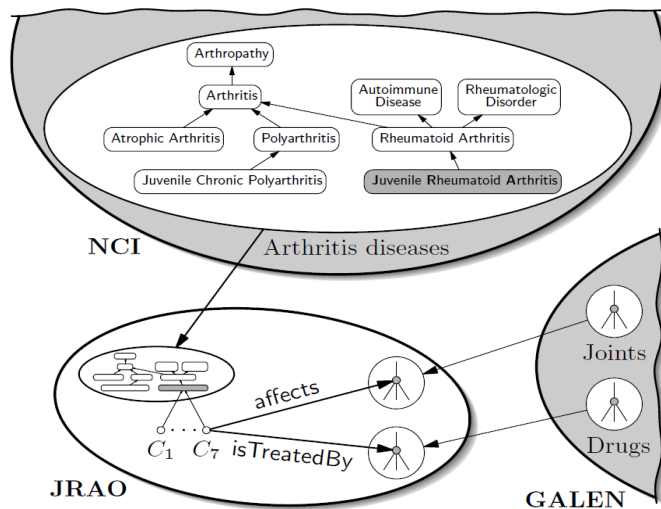 Arthropathy
Arthritis
Autoimmune
Disease
Rheumatologic
Disorder
Atrophic Arthritis
Polyarthritis
Rheumatoid Arthritis
Juvenile Chronic Polyarthritis
Juvenile Rheumatoid Arthritis
NCI
Arthritis diseases
Joints
affects
C1 · · · C7 isTreatedBy
Drugs
JRAO
GALEN